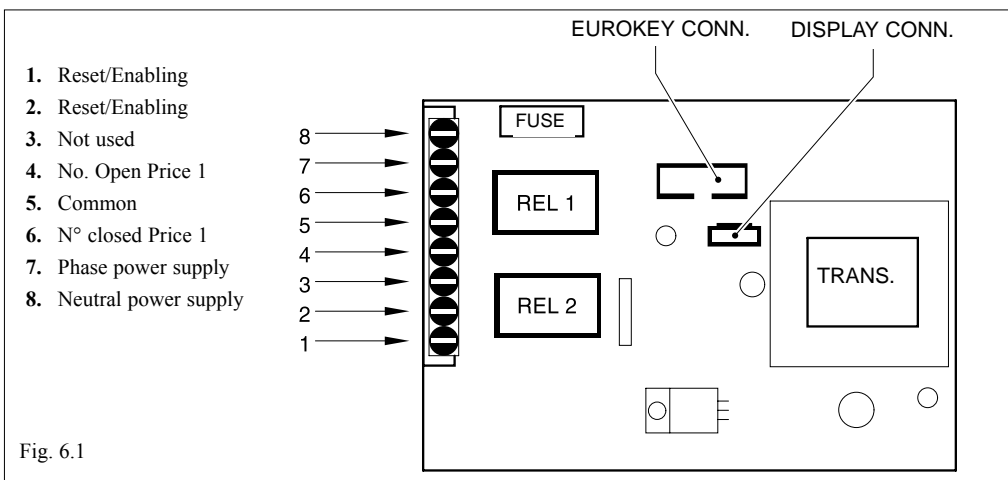 EUROKEY CONN. DISPLAY CONN.
1. Reset/Enabling
2. Reset/Enabling
3. Not used
4. No. Open Price 1
5. Common
6. N° closed Price 1
7. Phase power supply
8. Neutral power supply
8
7
6
5
4
3
2
1
FUSE
REL 1
REL 2
TRANS.
Fig. 6.1